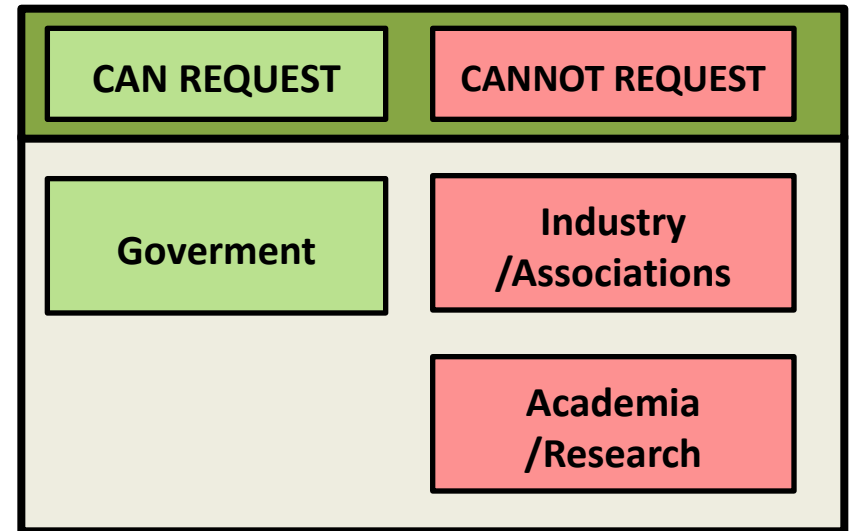 CAN REQUEST
CANNOT REQUEST
Goverment
Industry
/Associations
Academia
/Research